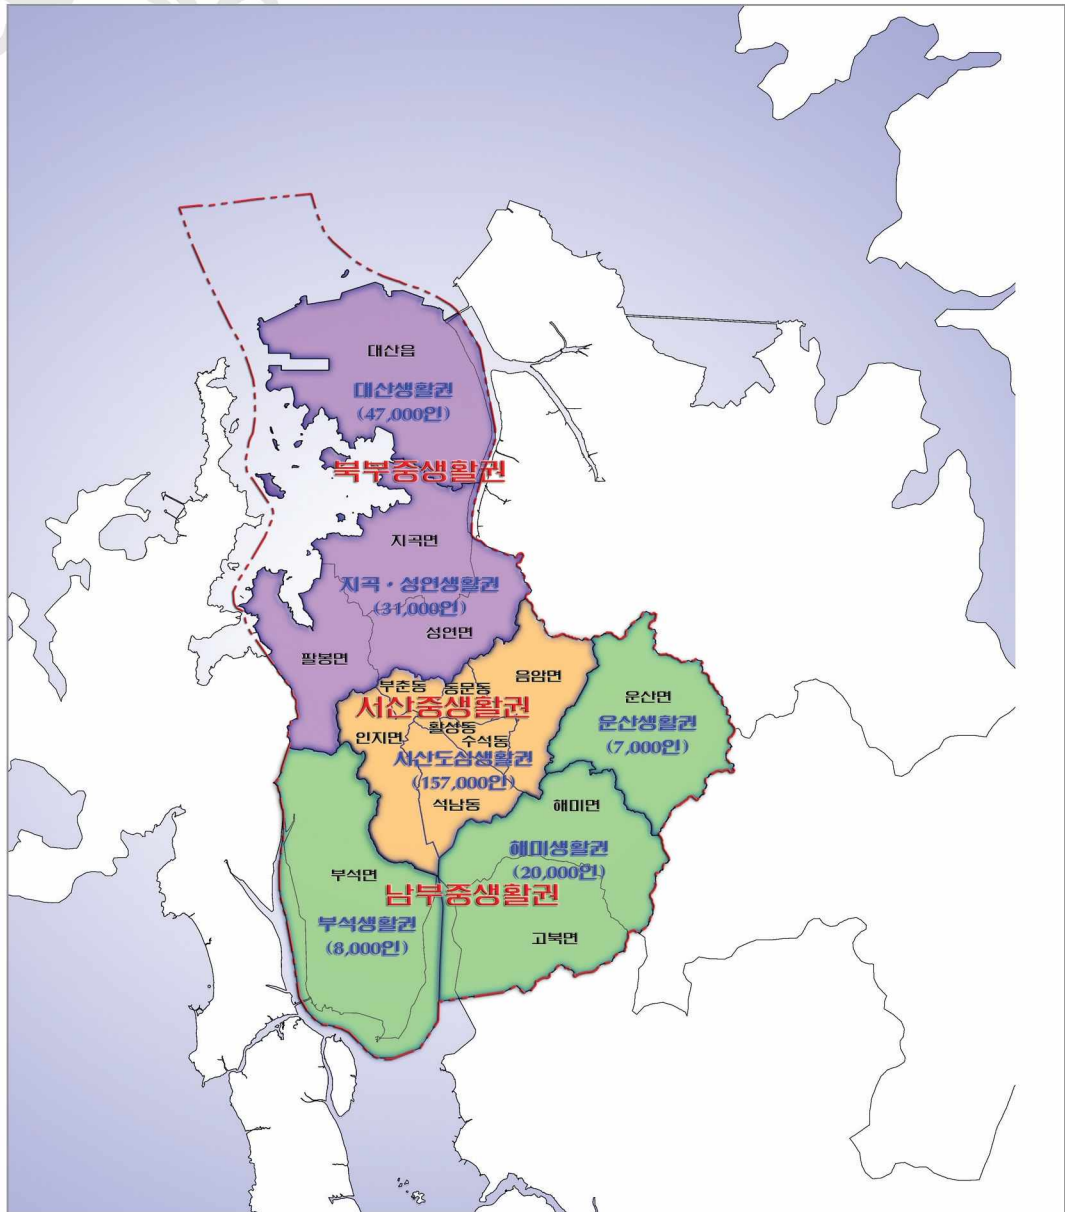 대산읍
대산생활권
(47,000인)
북부중생활권
지곡면
지곡·성연생활권
(31,000인)
성연면
팔봉면
음암면
부춘동
동문동
서산중생활권
활성동
인지면
수석동
서산도심생활권
(157,000인)
석남동
운산면
운산생활권
(7,000인)
해미면
해미생활권
(20,000인)
부석면
남부중생활권
부석생활권
(8,000인)
고북면